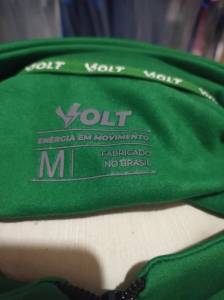 VOLT VOLT VOLT
VOLT
ENERGIA EM MOVIMENTO
M
FABRICADO
NO BRASIL